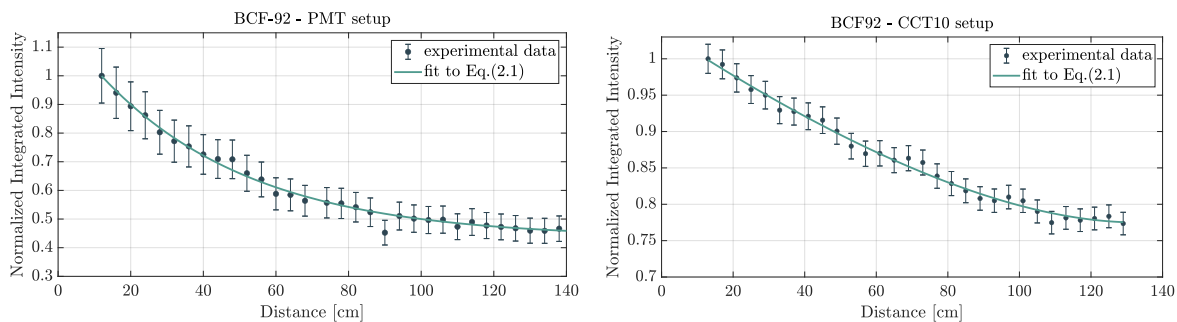 BCF-92 - PMT setup
Normalized Integrated Intensity
1.1
1
0.9
0.8
0.7
0.6
0.5
0.4
0.3
0 20 40 60 80 100 120 140
Distance [cm]
experimental data
fit to Eq.(2.1)
BCF92 - CCT10 setup
Normalized Integrated Intensity
1
0.95
0.9
0.85
0.8
0.75
0.7
0 20 40 60 80 100 120 140
Distance [cm]
experimental data
fit to Eq.(2.1)